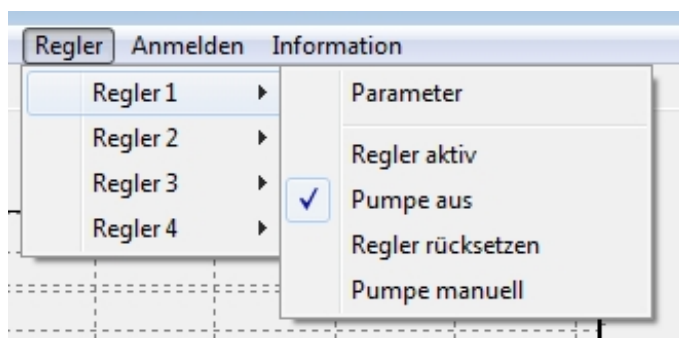 Regler Anmelden Information
Regler 1
Regler 2
Regler 3
Regler 4
Parameter
Regler aktiv
Pumpe aus
Regler rücksetzen
Pumpe manuell